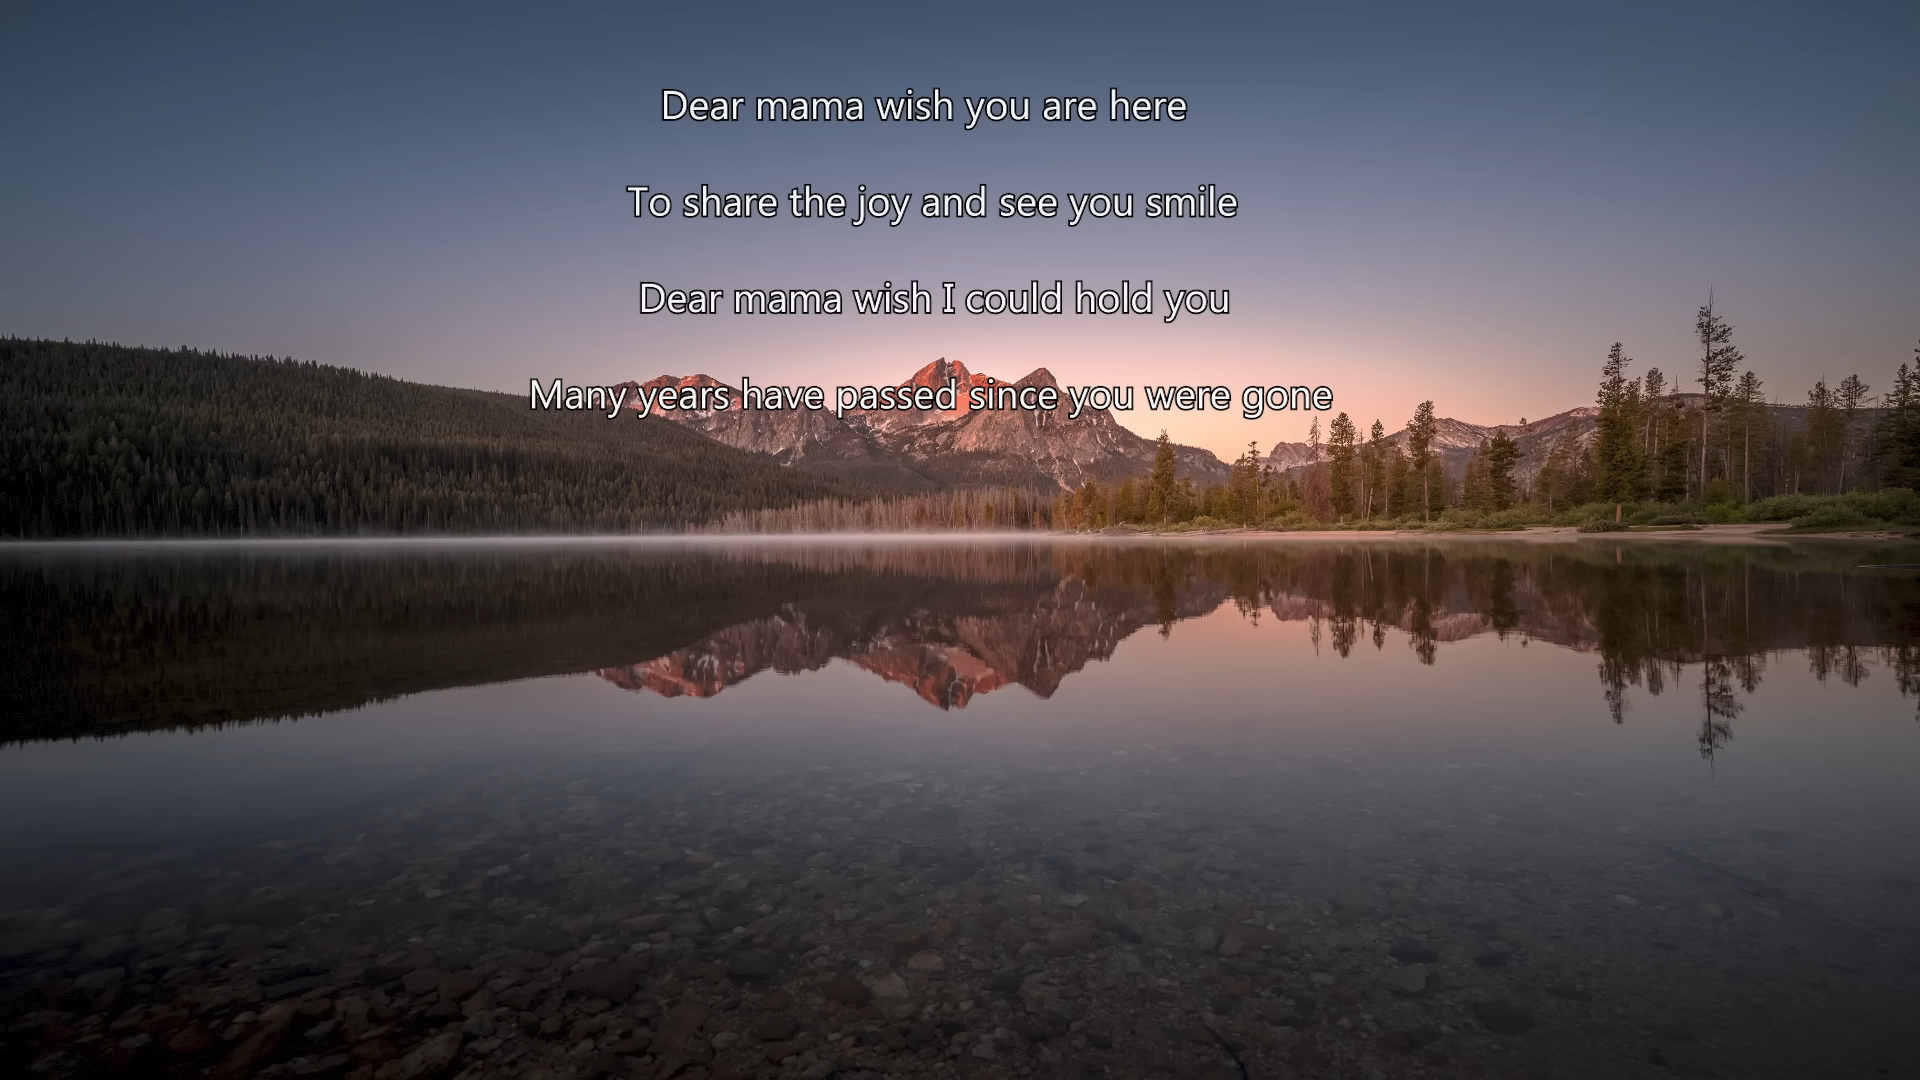 Dear mama wish you are here
To share the joy and see you smile
Dear mama wish I could hold you
Many years have passed since you were gone